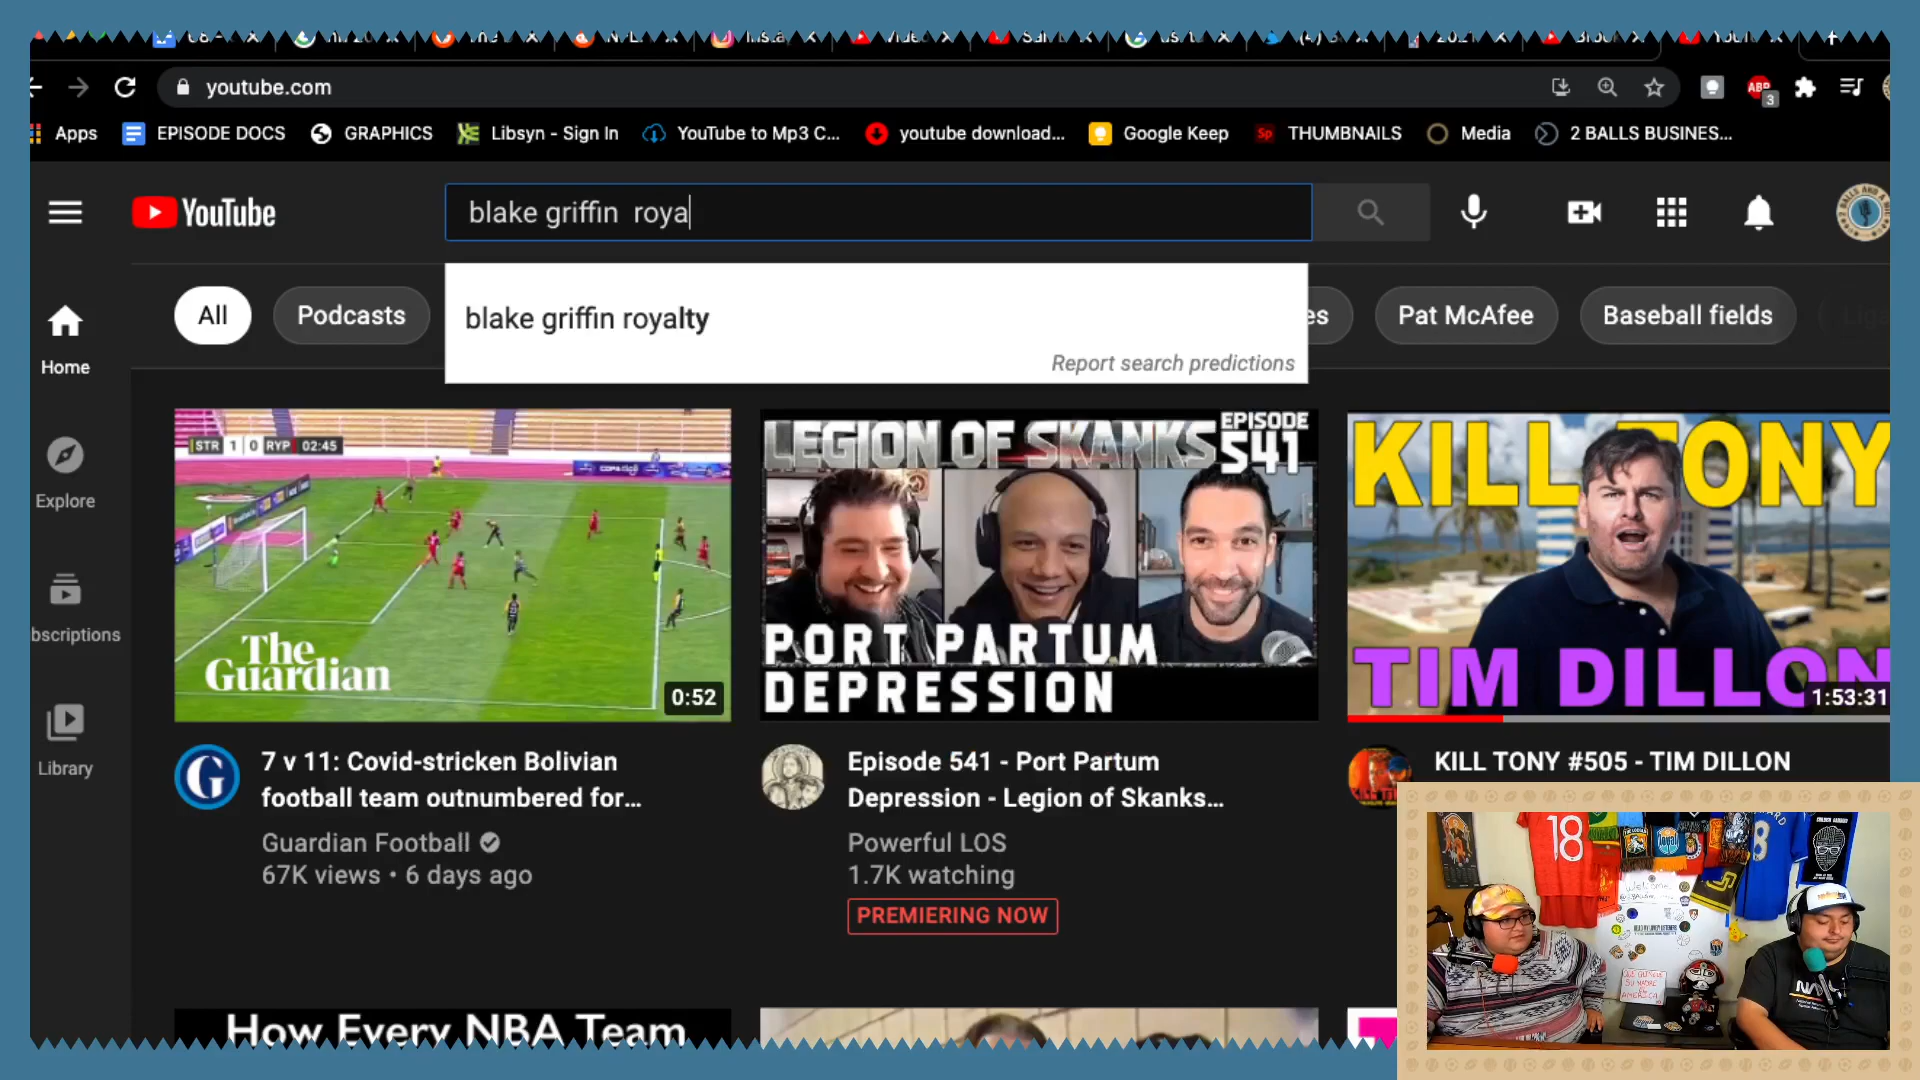 youtube.com
ABP
3
Apps
EPISODE DOCS
GRAPHICS
Libsyn - Sign In
YouTube to Mp3 C...
youtube download...
Google Keep
Sp
THUMBNAILS
Media
2 BALLS BUSINES...
YouTube
blake griffin  roya
blake griffin royalty
Report search predictions
All
Podcasts
es
Pat McAfee
Baseball fields
Home
Explore
bscriptions
Library
STR 1 0 RYP 02:45
The
Guardian
0:52
LEGION OF SKANKS
EPISODE
541
PORT PARTUM
DEPRESSION
KILL TONY
TIM DILLON
1:53:31
7 v 11: Covid-stricken Bolivian
football team outnumbered for...
Guardian Football
67K views • 6 days ago
Episode 541 - Port Partum
Depression - Legion of Skanks...
Powerful LOS
1.7K watching
PREMIERING NOW
KILL TONY #505 - TIM DILLON
How Every NBA Team
18
8